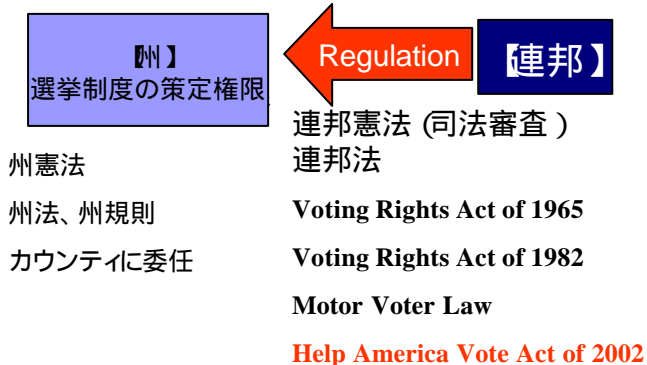 【州】
選挙制度の策定権限
Regulation
【連邦】
州憲法
州法、州規則
カウンティに委任
連邦憲法(司法審査)
連邦法
Voting Rights Act of 1965
Voting Rights Act of 1982
Motor Voter Law
Help America Vote Act of 2002